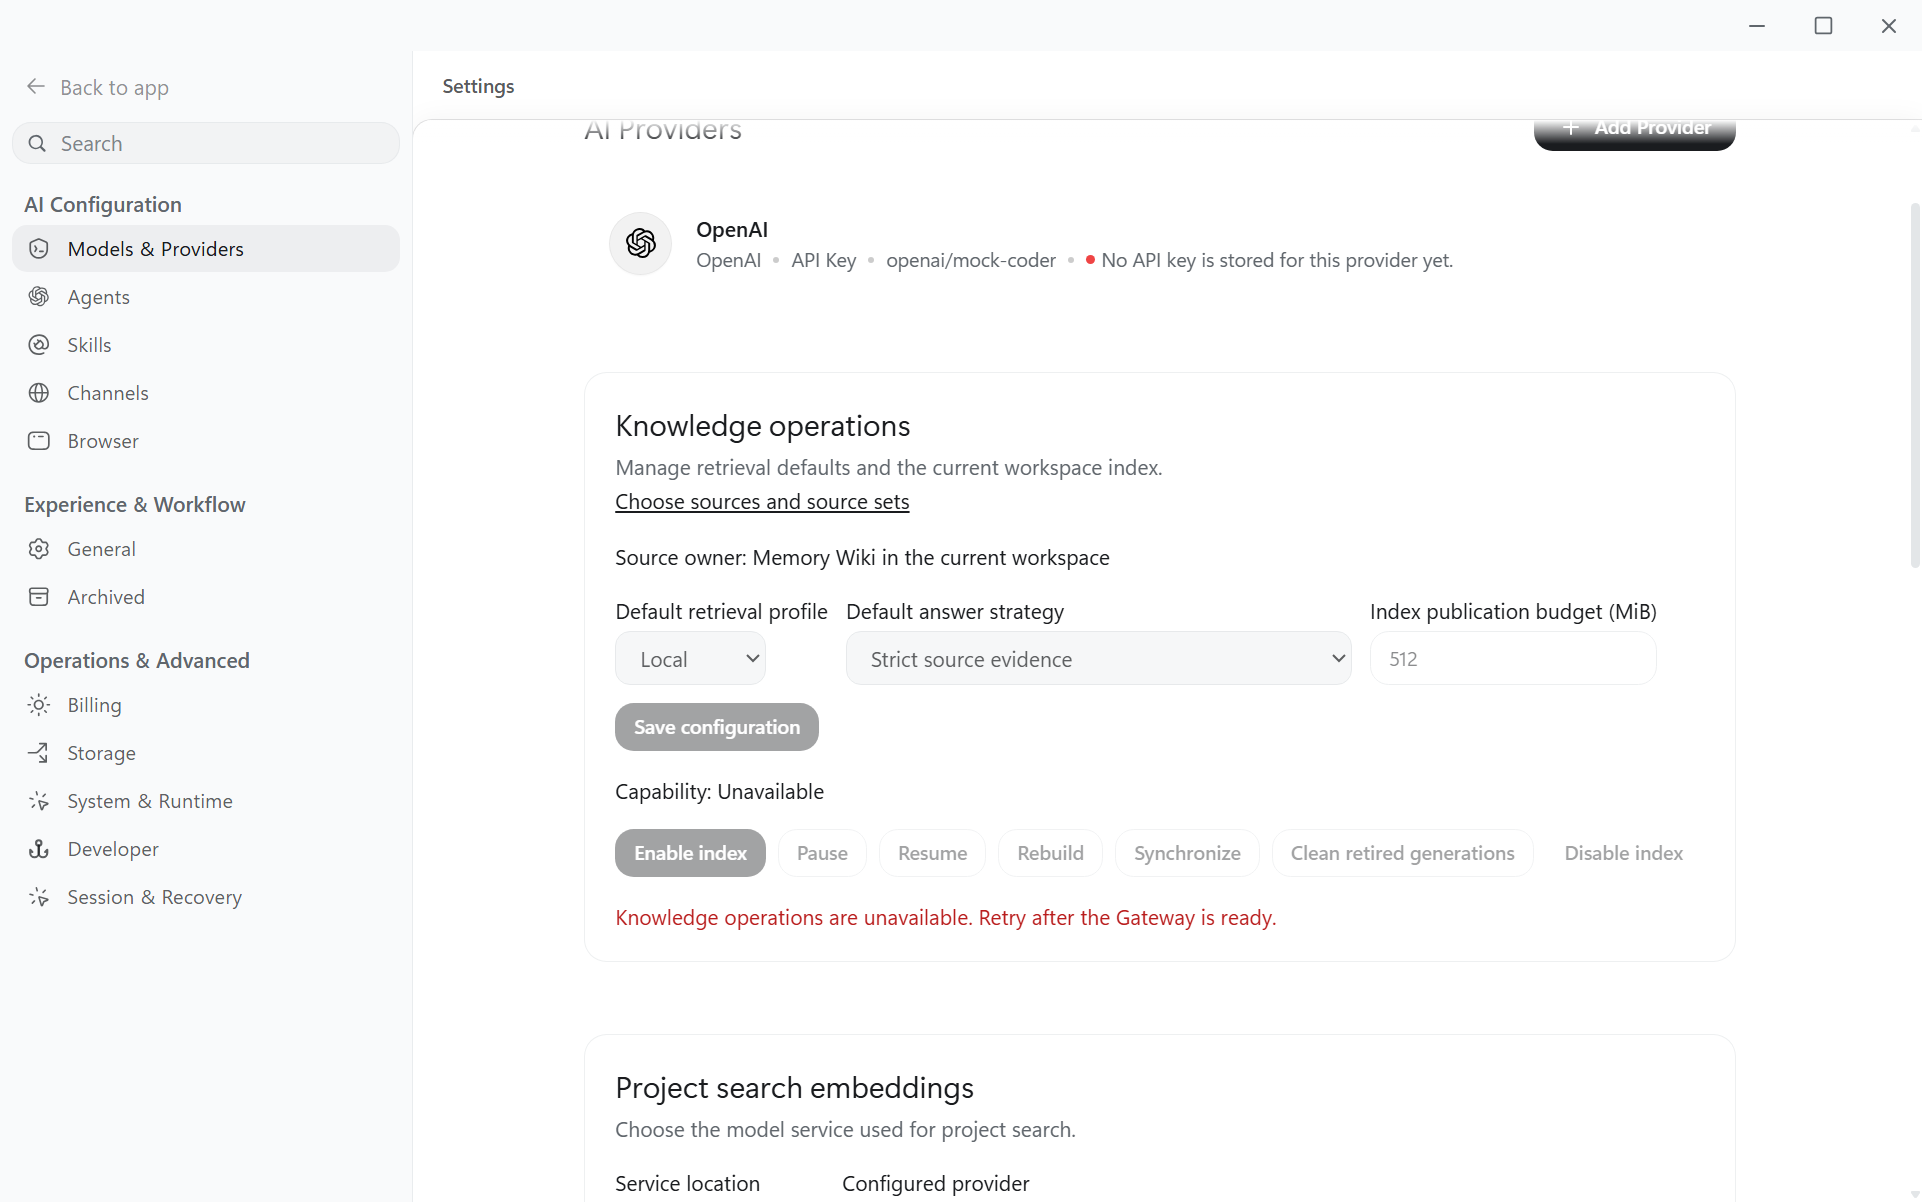 Back to app
Search
AI Configuration
Models & Providers
Agents
Skills
Channels
Browser
Experience & Workflow
General
Archived
Operations & Advanced
Billing
Storage
System & Runtime
Developer
Session & Recovery
Settings
AI Providers
Add Provider
OpenAI
OpenAI • API Key • openai/mock-coder • No API key is stored for this provider yet.
Knowledge operations
Manage retrieval defaults and the current workspace index.
Choose sources and source sets
Source owner: Memory Wiki in the current workspace
Default retrieval profile Default answer strategy Index publication budget (MiB)
Local Strict source evidence 512
Save configuration
Capability: Unavailable
Enable index Pause Resume Rebuild Synchronize Clean retired generations Disable index
Knowledge operations are unavailable. Retry after the Gateway is ready.
Project search embeddings
Choose the model service used for project search.
Service location Configured provider